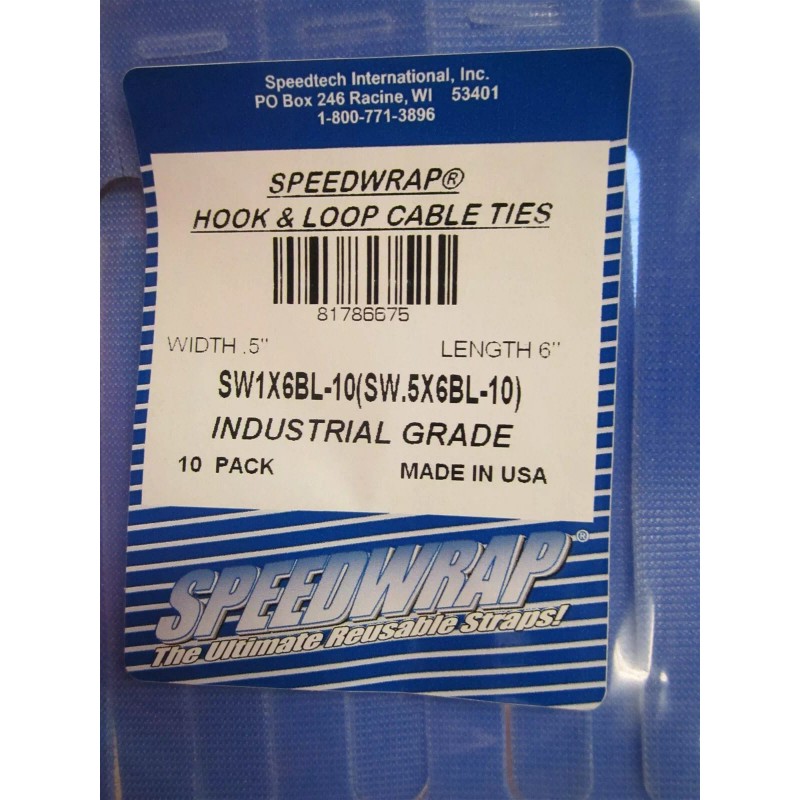 Speedtech International, Inc.
PO Box 246 Racine, WI 53401
1-800-771-3896
SPEEDWRAP®
HOOK & LOOP CABLE TIES
81786675
WIDTH .5" LENGTH 6"
SW1X6BL-10(SW.5X6BL-10)
INDUSTRIAL GRADE
10 PACK MADE IN USA
SPEEDWRAP®
The Ultimate Reusable Straps!